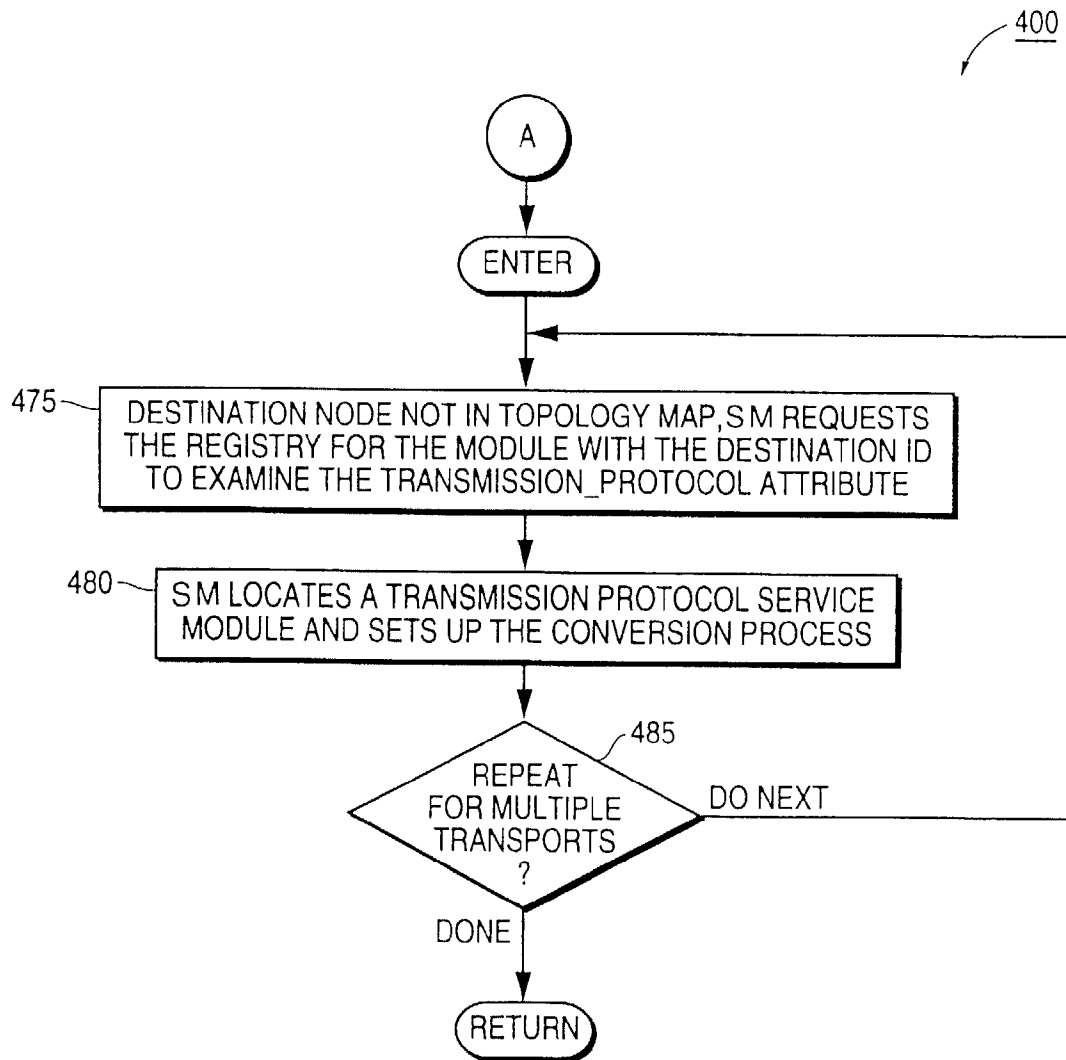 400
A
ENTER
475
DESTINATION NODE NOT IN TOPOLOGY MAP, SM REQUESTS
THE REGISTRY FOR THE MODULE WITH THE DESTINATION ID
TO EXAMINE THE TRANSMISSION_PROTOCOL ATTRIBUTE
480
SM LOCATES A TRANSMISSION PROTOCOL SERVICE
MODULE AND SETS UP THE CONVERSION PROCESS
485
REPEAT
FOR MULTIPLE
TRANSPORTS
?
DO NEXT
DONE
RETURN